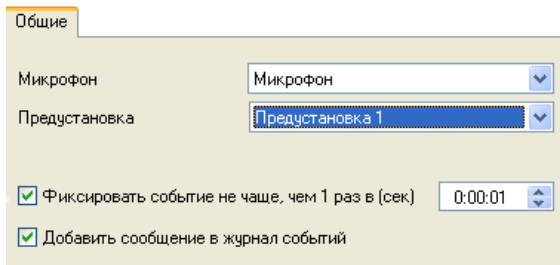 Общие
Микрофон Микрофон
Предустановка Предустановка 1
Фиксировать событие не чаще, чем 1 раз в (сек) 0:00:01
Добавить сообщение в журнал событий